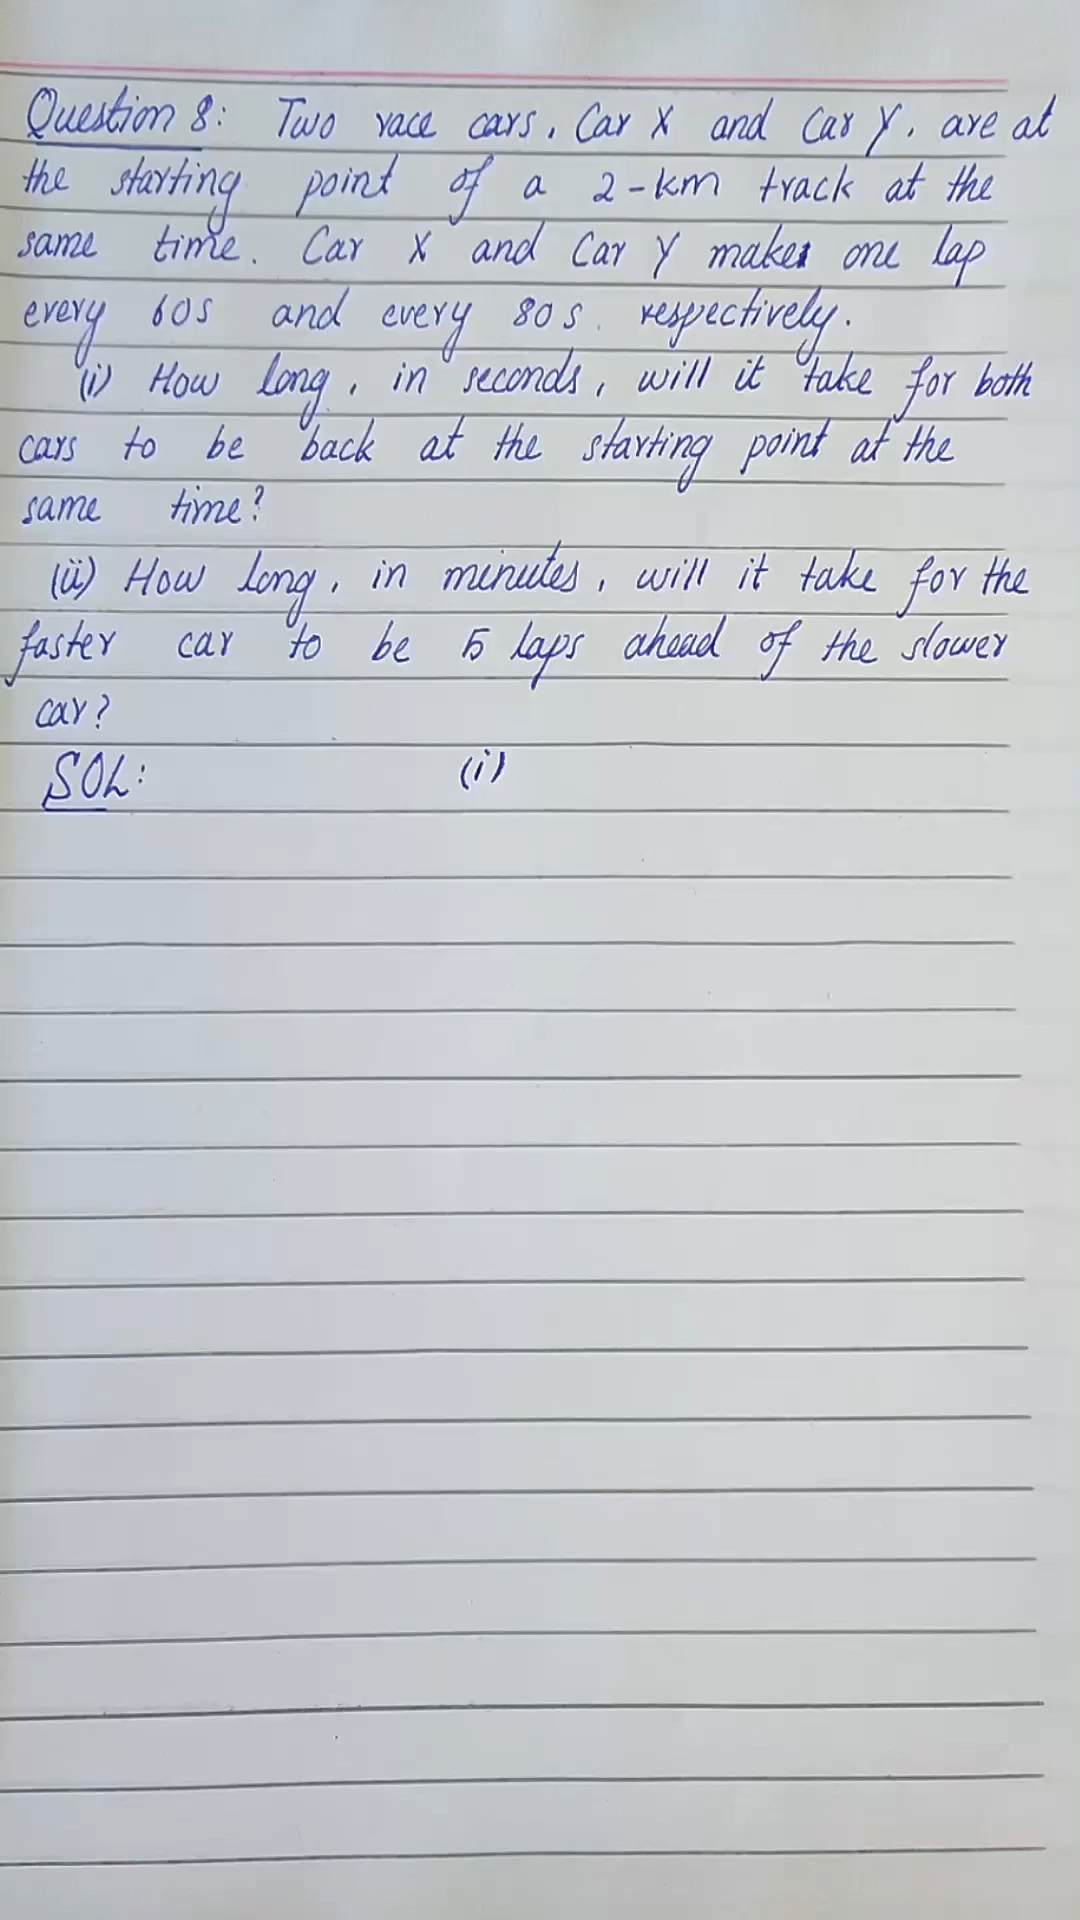 Question 8: Two race cars, Car X and Car Y, are at
the starting point of a 2-km track at the
same time. Car X and Car Y makes one lap
every 60s and every 80s respectively.
(i) How long, in seconds, will it take for both
cars to be back at the starting point at the
same time?
(ii) How long, in minutes, will it take for the
faster car to be 5 laps ahead of the slower
car?
SOL: (i)